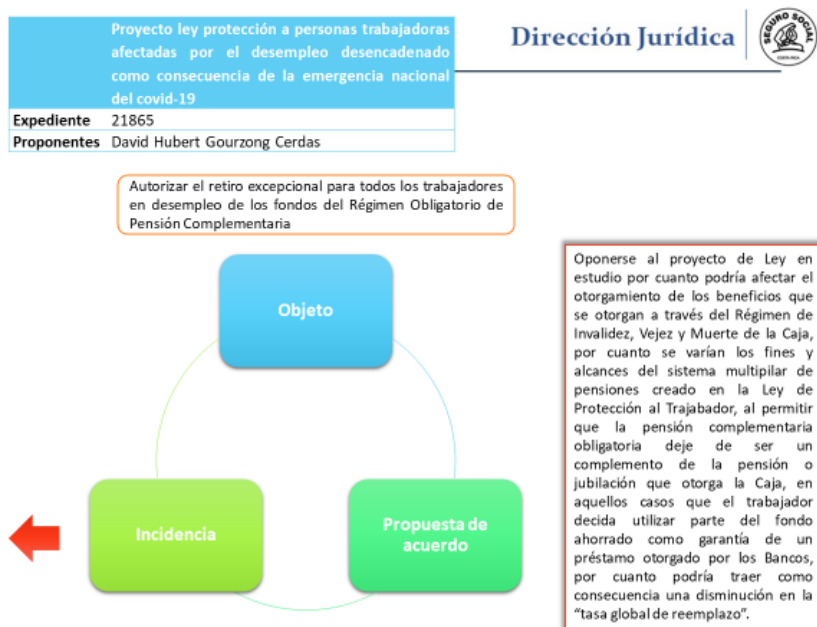 Proyecto ley protección a personas trabajadoras
afectadas por el desempleo desencadenado
como consecuencia de la emergencia nacional
del covid-19
Expediente 21865
Proponentes David Hubert Gourzong Cerdas
Dirección Jurídica
SEGURO SOCIAL
COSTA RICA
Autorizar el retiro excepcional para todos los trabajadores
en desempleo de los fondos del Régimen Obligatorio de
Pensión Complementaria
Objeto
Incidencia
Propuesta de
acuerdo
Oponerse al proyecto de Ley en
estudio por cuanto podría afectar el
otorgamiento de los beneficios que
se otorgan a través del Régimen de
Invalidez, Vejez y Muerte de la Caja,
por cuanto se varían los fines y
alcances del sistema multipilar de
pensiones creado en la Ley de
Protección al Trajabador, al permitir
que la pensión complementaria
obligatoria deje de ser un
complemento de la pensión o
jubilación que otorga la Caja, en
aquellos casos que el trabajador
decida utilizar parte del fondo
ahorrado como garantía de un
préstamo otorgado por los Bancos,
por cuanto podría traer como
consecuencia una disminución en la
“tasa global de reemplazo”.